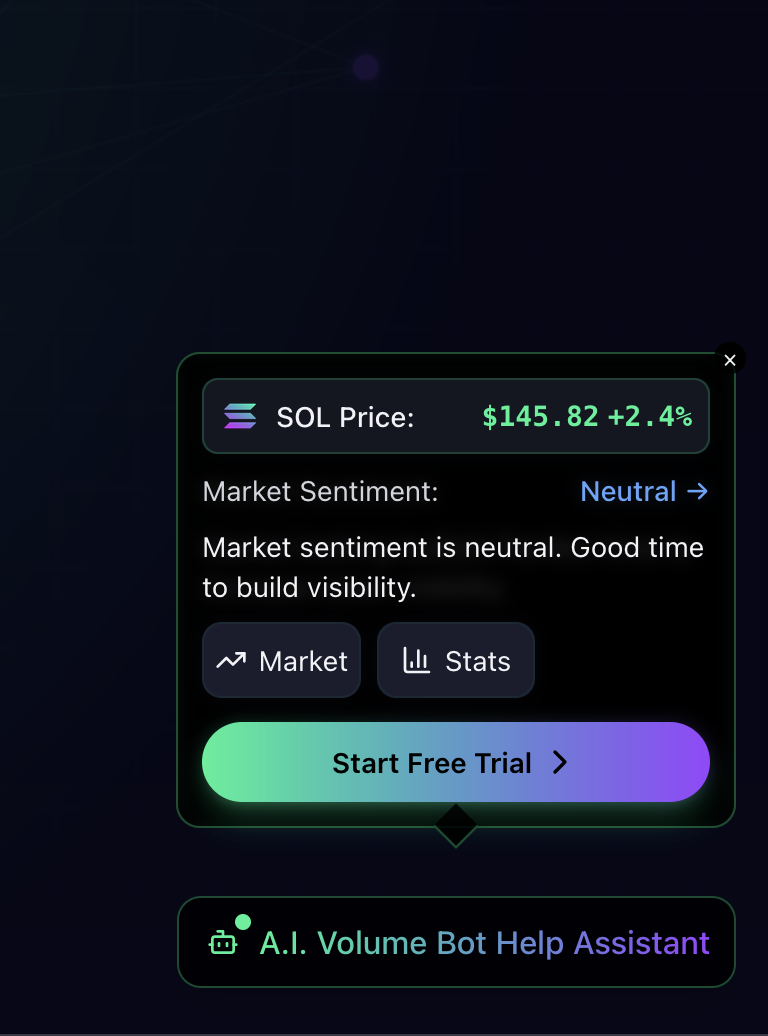 ×
SOL Price: $145.82 +2.4%
Market Sentiment: Neutral →
Market sentiment is neutral. Good time
to build visibility.
Market Stats
Start Free Trial >
A.I. Volume Bot Help Assistant